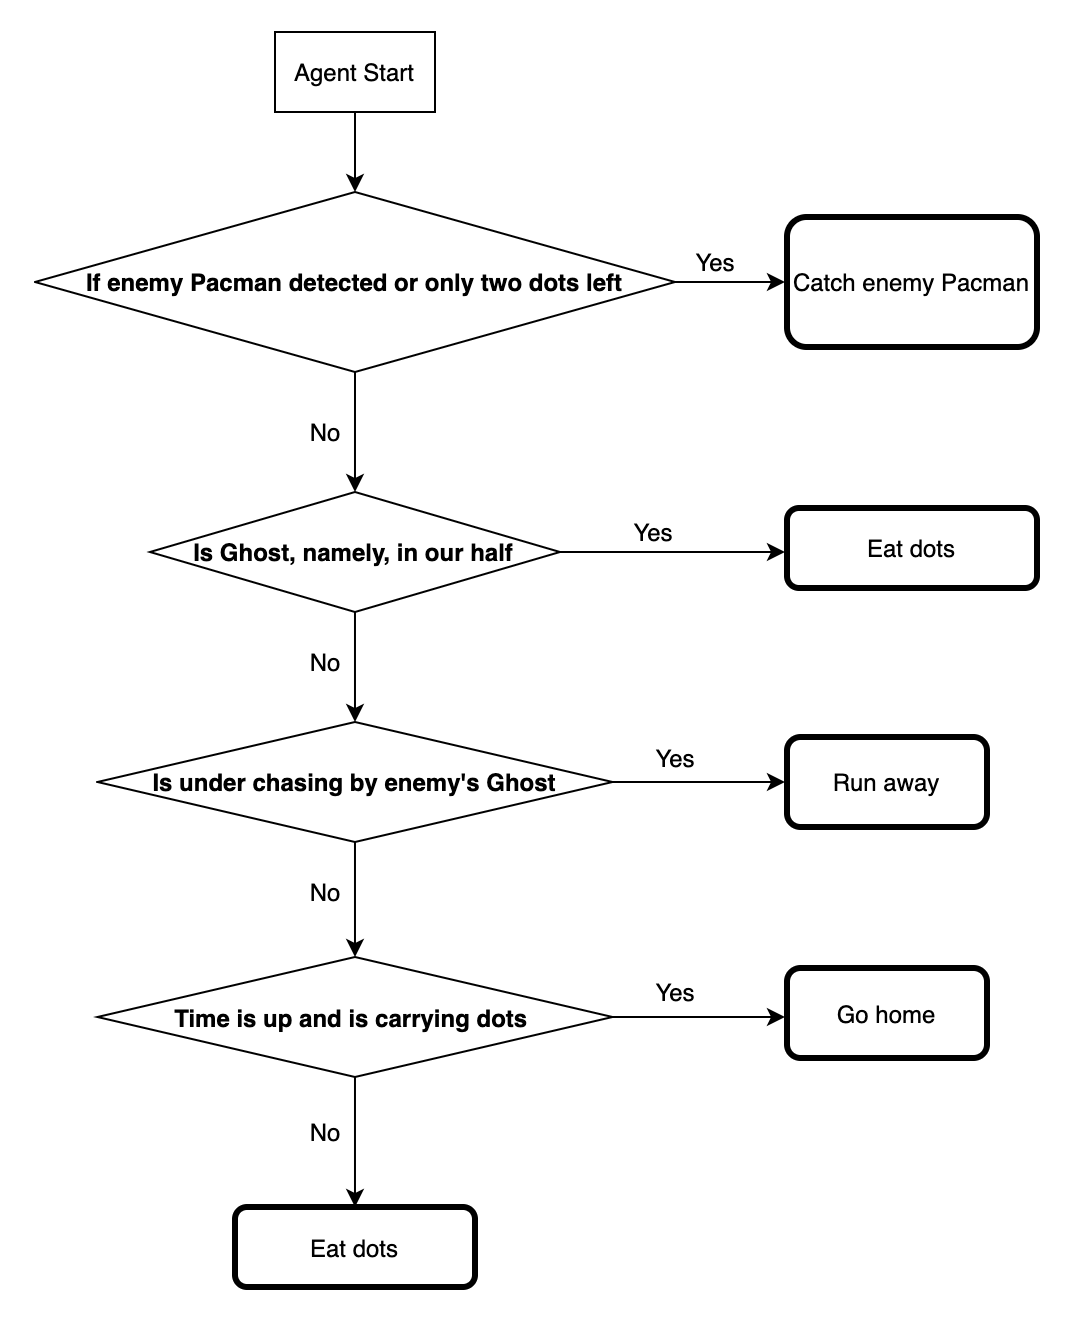 Agent Start
If enemy Pacman detected or only two dots left
Yes
Catch enemy Pacman
No
Is Ghost, namely, in our half
Yes
Eat dots
No
Is under chasing by enemy's Ghost
Yes
Run away
No
Time is up and is carrying dots
Yes
Go home
No
Eat dots